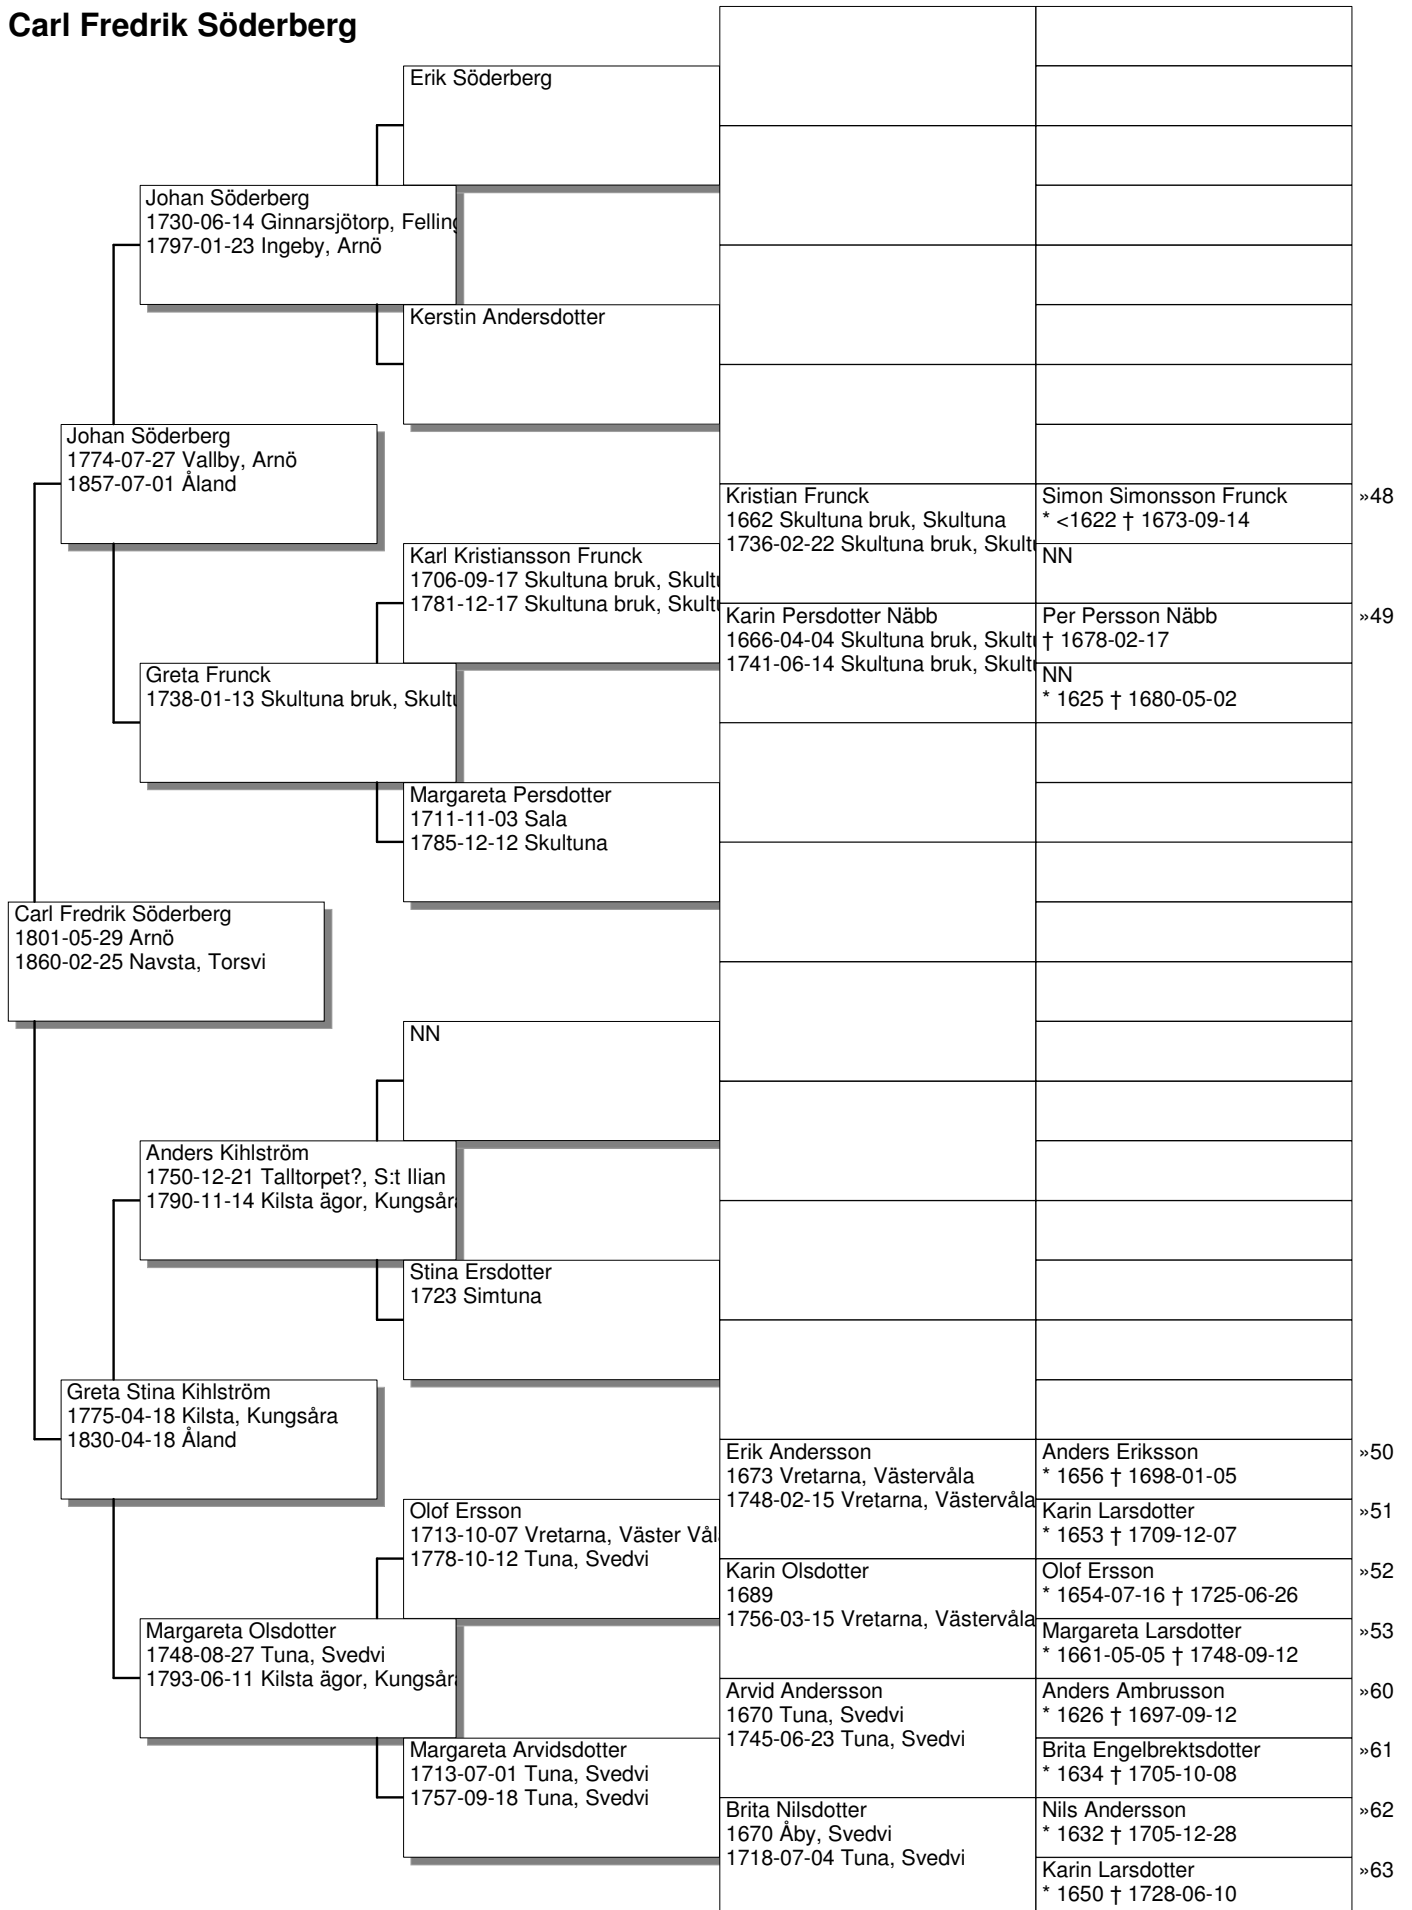 Carl Fredrik Söderberg
Erik Söderberg
Johan Söderberg
1730-06-14 Ginnarsjötorp, Felling
1797-01-23 Ingeby, Arnö
Kerstin Andersdotter
Johan Söderberg
1774-07-27 Vallby, Arnö
1857-07-01 Åland
Kristian Frunck
1662 Skultuna bruk, Skultuna
1736-02-22 Skultuna bruk, Skultu
Simon Simonsson Frunck
* <1622 † 1673-09-14
»48
NN
Karl Kristiansson Frunck
1706-09-17 Skultuna bruk, Skultu
1781-12-17 Skultuna bruk, Skultu
Karin Persdotter Näbb
1666-04-04 Skultuna bruk, Skultu
1741-06-14 Skultuna bruk, Skultu
Per Persson Näbb
† 1678-02-17
»49
NN
* 1625 † 1680-05-02
Greta Frunck
1738-01-13 Skultuna bruk, Skultu
Margareta Persdotter
1711-11-03 Sala
1785-12-12 Skultuna
Carl Fredrik Söderberg
1801-05-29 Arnö
1860-02-25 Navsta, Torsvi
NN
Anders Kihlström
1750-12-21 Talltorpet?, S:t Ilian
1790-11-14 Kilsta ägor, Kungsåra
Stina Ersdotter
1723 Simtuna
Greta Stina Kihlström
1775-04-18 Kilsta, Kungsåra
1830-04-18 Åland
Erik Andersson
1673 Vretarna, Västervåla
1748-02-15 Vretarna, Västervåla
Anders Eriksson
* 1656 † 1698-01-05
»50
Karin Larsdotter
* 1653 † 1709-12-07
»51
Olof Ersson
1713-10-07 Vretarna, Väster Vål
1778-10-12 Tuna, Svedvi
Karin Olsdotter
1689
1756-03-15 Vretarna, Västervåla
Olof Ersson
* 1654-07-16 † 1725-06-26
»52
Margareta Larsdotter
* 1661-05-05 † 1748-09-12
»53
Margareta Olsdotter
1748-08-27 Tuna, Svedvi
1793-06-11 Kilsta ägor, Kungsåra
Arvid Andersson
1670 Tuna, Svedvi
1745-06-23 Tuna, Svedvi
Anders Ambrusson
* 1626 † 1697-09-12
»60
Brita Engelbrektsdotter
* 1634 † 1705-10-08
»61
Margareta Arvidsdotter
1713-07-01 Tuna, Svedvi
1757-09-18 Tuna, Svedvi
Brita Nilsdotter
1670 Åby, Svedvi
1718-07-04 Tuna, Svedvi
Nils Andersson
* 1632 † 1705-12-28
»62
Karin Larsdotter
* 1650 † 1728-06-10
»63